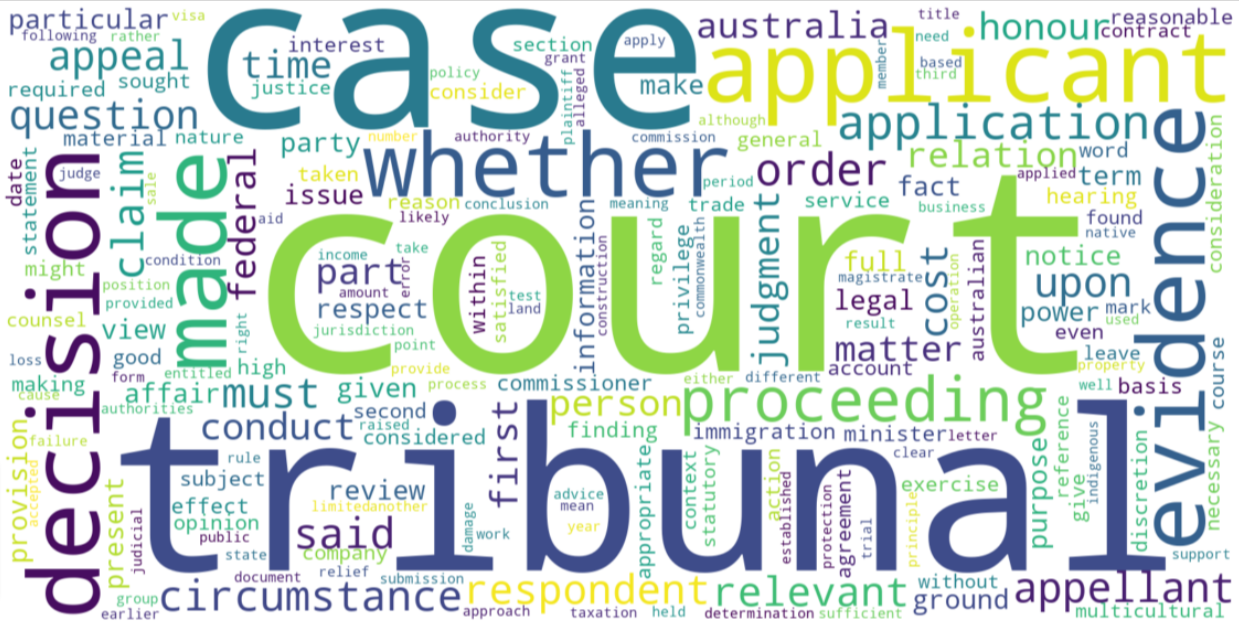 particular
visa
following
rather
appeal
required
sought
question
material
nature
case
interest
time
justice
section
apply
grant
policy
consider
plaintiff
alleged
make
australia
title
need
honour
reasonable
contract
member
based
third
applicant
although
application
party
number
authority
commission
general
whether
taken
issue
reason
conclusion
likely
period
meaning
trade
order
service
relation
word
fact
applied
term
business
hearing
found
native
consideration
date
statement
judge
decision
claim
sale
made
federal
aid
might
condition
position
provided
counsel
view
right
loss
good
form
entitled
high
court
income
take
part
amount
error
respect
jurisdiction
point
within
satisfied
test
land
information
construction
regard
privilege
commonwealth
judgment
full
magistrate
legal
result
cost
operation
australian
matter
account
notice
upon
power
mark
even
used
leave
property
evidence
course
making
cause
affair
authorities
must
given
provide
process
commissioner
either
different
well
basis
second
raised
conduct
considered
first
person
proceeding
finding
immigration
minister
letter
clear
provision
failure
accepted
tribunal
rule
subject
effect
opinion
public
state
review
limited
another
said
company
document
relief
submission
damage
work
advice
mean
year
appropriate
context
statutory
action
established
protection
agreement
trial
principle
exercise
purpose
reference
give
indigenous
discretion
necessary
support
present
judicial
group
earlier
circumstance
approach
respondent
taxation
held
relevant
determination
sufficient
without
ground
appellant
multicultural